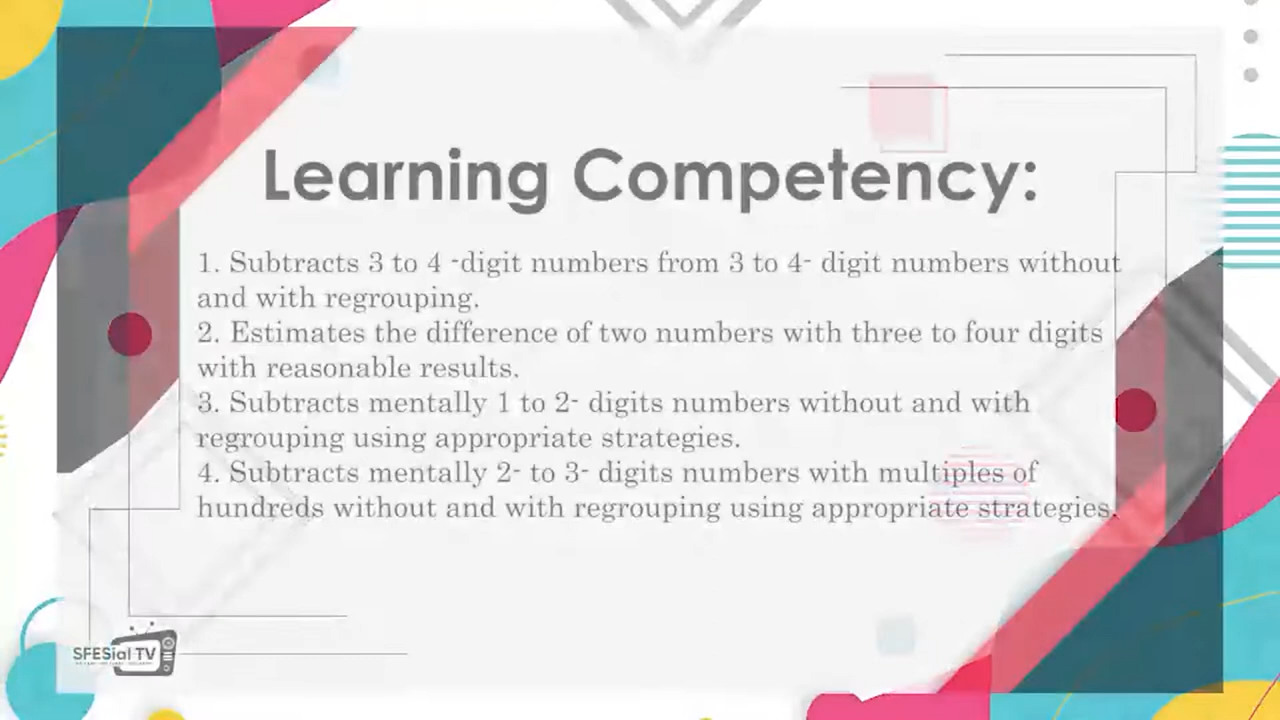 Learning Competency:
1. Subtracts 3 to 4 -digit numbers from 3 to 4- digit numbers without
and with regrouping.
2. Estimates the difference of two numbers with three to four digits
with reasonable results.
3. Subtracts mentally 1 to 2- digits numbers without and with
regrouping using appropriate strategies.
4. Subtracts mentally 2- to 3- digits numbers with multiples of
hundreds without and with regrouping using appropriate strategies.
SFESial TV